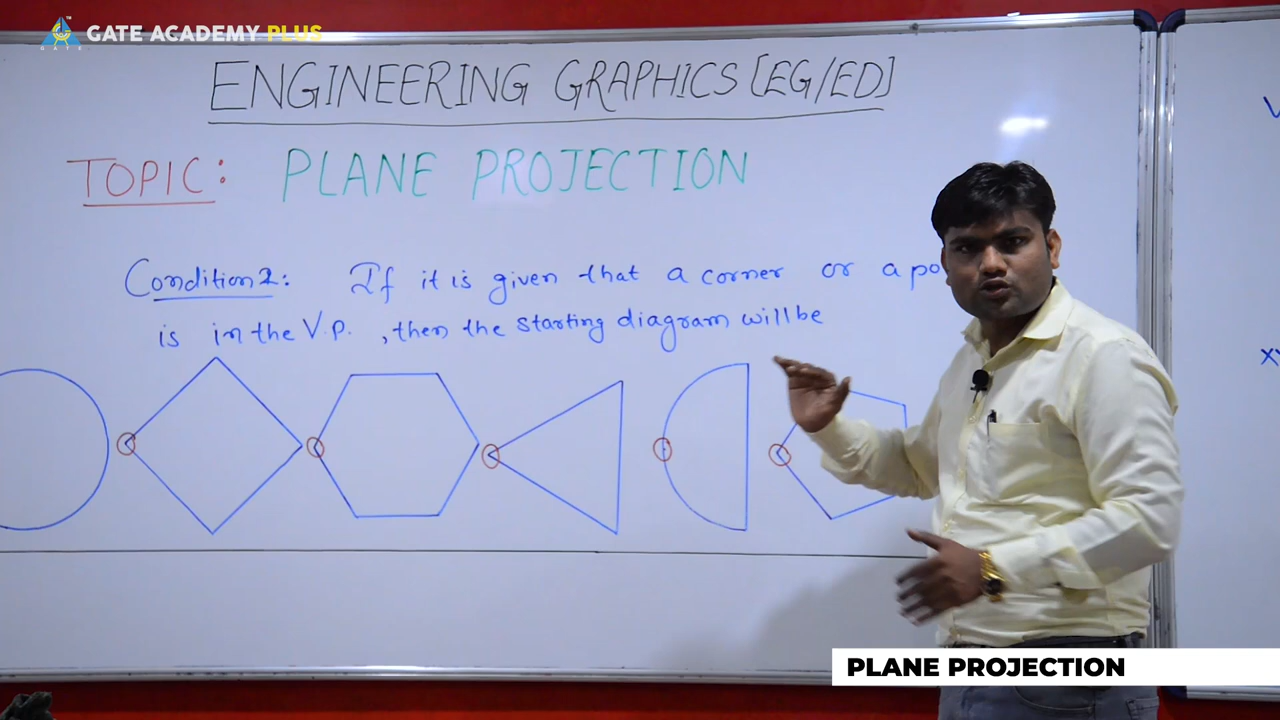 GATE ACADEMY PLUS
GATE
ENGINEERING GRAPHICS [EG/ED]
TOPIC: PLANE PROJECTION
Condition 2: If it is given that a corner or a po
is in the V.P. , then the starting diagram will be
PLANE PROJECTION